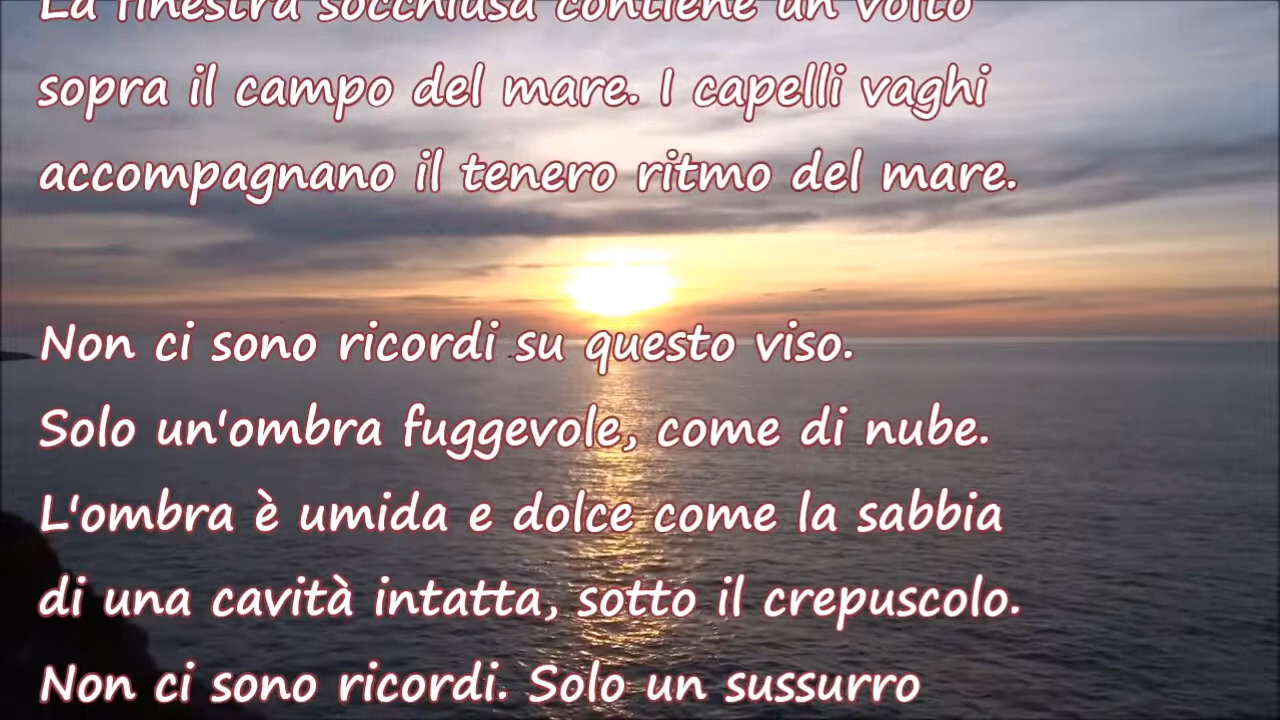 La finestra socchiusa contiene un volto
sopra il campo del mare. I capelli vaghi
accompagnano il tenero ritmo del mare.
Non ci sono ricordi su questo viso.
Solo un'ombra fuggevole, come di nube.
L'ombra è umida e dolce come la sabbia
di una cavità intatta, sotto il crepuscolo.
Non ci sono ricordi. Solo un sussurro